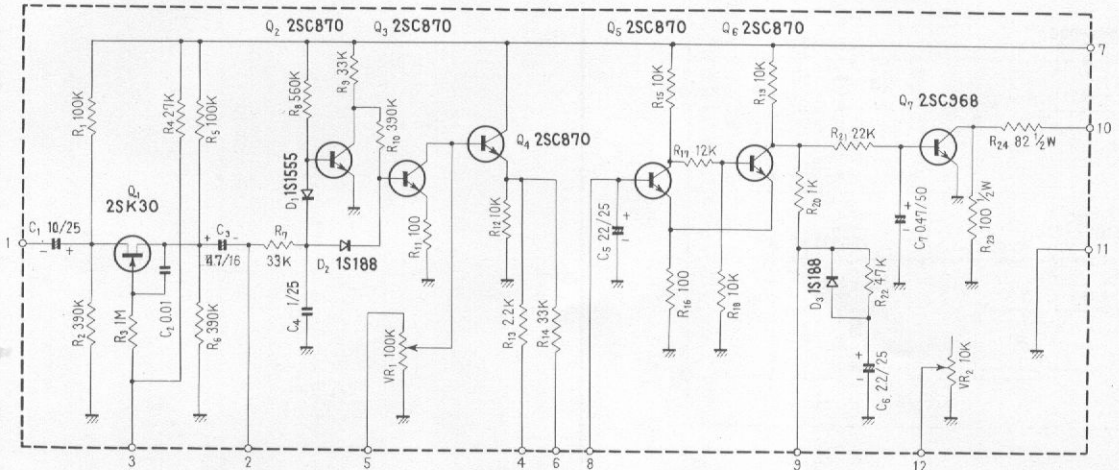 Q2 2SC870
Q3 2SC870
Q5 2SC870
Q6 2SC870
7
R1 100K
R4 27K
R5 100K
R8 560K
R9 33K
R10 390K
R15 10K
R19 10K
Q7 2SC968
10
Q4 2SC870
R17 12K
R21 22K
R24 82 ½W
Q1
2SK30
D1 1S1555
C1 10/25
1
-
+
+ C3 -
4.7/16
R7
33K
D2 1S188
R11 100
R12 10K
C5 22/25
+
-
R20 1K
C7 0.47/50
+
-
R23 100 ½W
11
R2 390K
R3 1M
C2 0.01
R6 390K
C4 1/25
VR1 100K
R13 2.2K
R14 33K
R16 100
R18 10K
D3 1S188
R22 47K
+
-
C6 22/25
VR2 10K
3
2
5
4
6
8
9
12